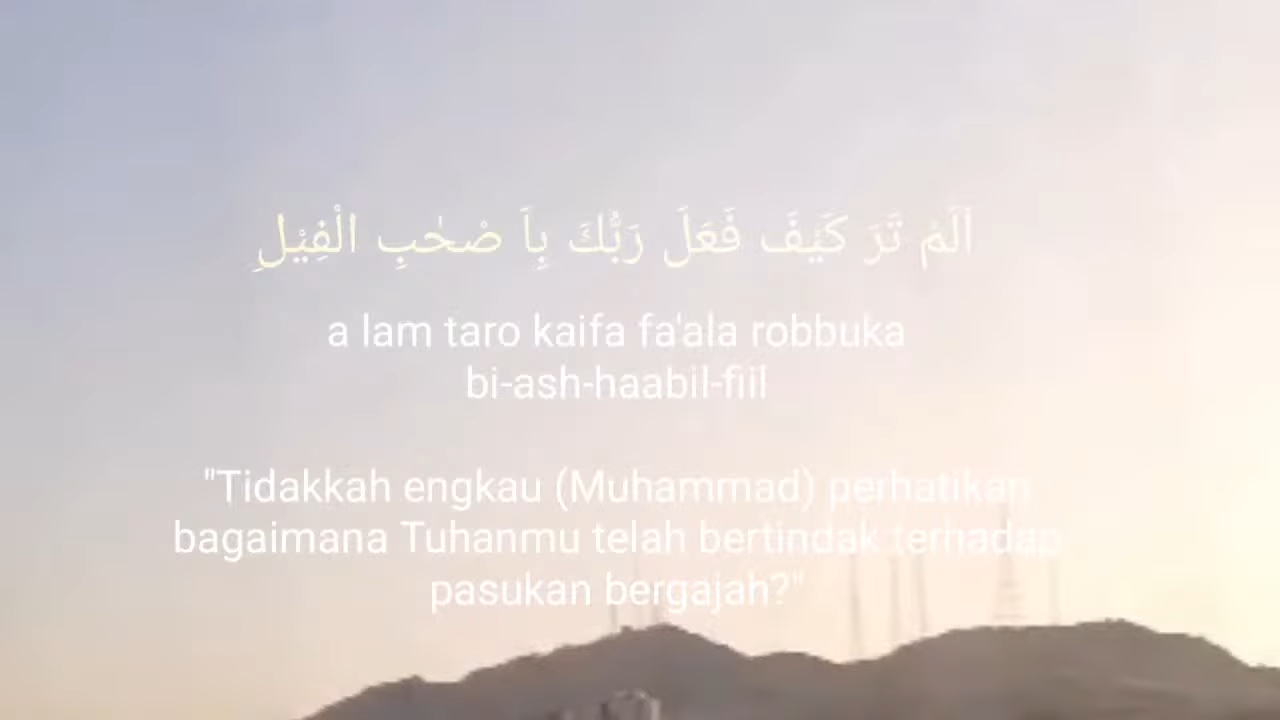 اَلَمْ تَرَ كَيْفَ فَعَلَ رَبُّكَ بِاَ صْحٰبِ الْفِيْلِ
a lam taro kaifa fa'ala robbuka
bi-ash-haabil-fiil
"Tidakkah engkau (Muhammad) perhatikan
bagaimana Tuhanmu telah bertindak terhadap
pasukan bergajah?"